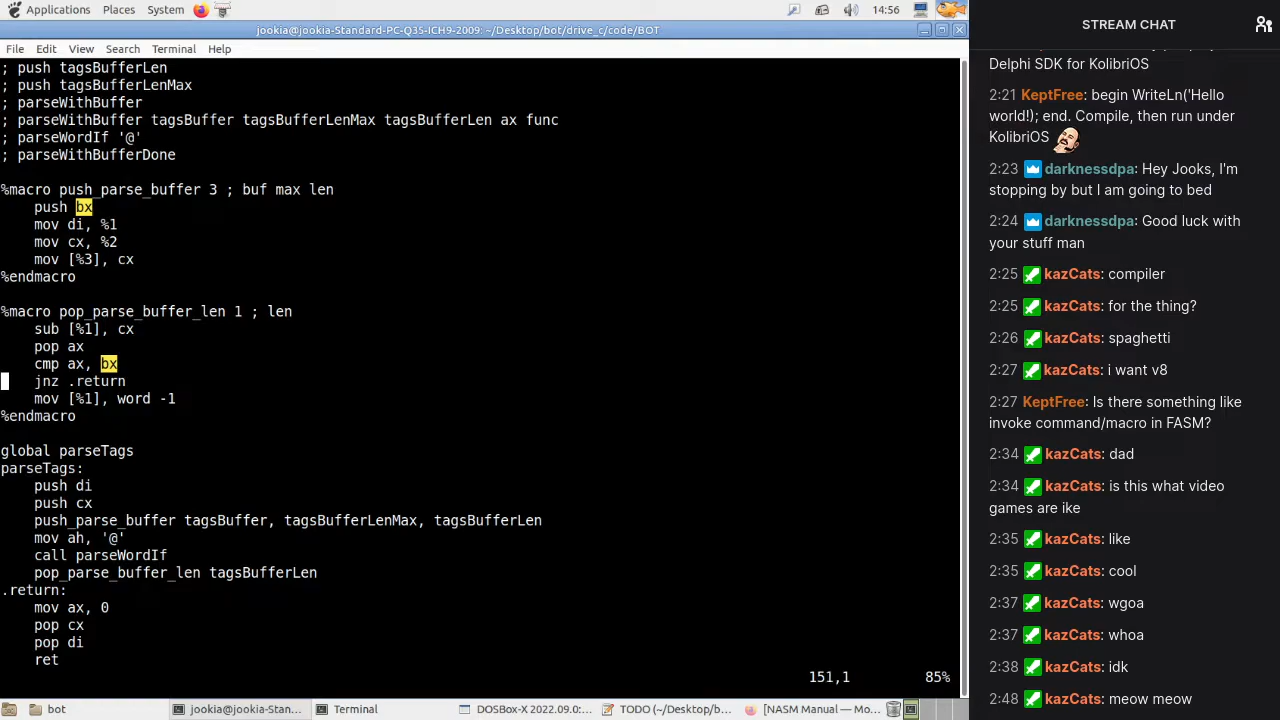 Applications Places System 14:56
jookia@jookia-Standard-PC-Q35-ICH9-2009: ~/Desktop/bot/drive_c/code/BOT
File Edit View Search Terminal Help
; push tagsBufferLen
; push tagsBufferLenMax
; parseWithBuffer
; parseWithBuffer tagsBuffer tagsBufferLenMax tagsBufferLen ax func
; parseWordIf '@'
; parseWithBufferDone
%macro push_parse_buffer 3 ; buf max len
push bx
mov di, %1
mov cx, %2
mov [%3], cx
%endmacro
%macro pop_parse_buffer_len 1 ; len
sub [%1], cx
pop ax
cmp ax, bx
jnz .return
mov [%1], word -1
%endmacro
global parseTags
parseTags:
push di
push cx
push_parse_buffer tagsBuffer, tagsBufferLenMax, tagsBufferLen
mov ah, '@'
call parseWordIf
pop_parse_buffer_len tagsBufferLen
.return:
mov ax, 0
pop cx
pop di
ret
151,1 85%
bot jookia@jookia-Stan... Terminal DOSBox-X 2022.09.0:... TODO (~/Desktop/b... [NASM Manual — Mo...
STREAM CHAT
Delphi SDK for KolibriOS
2:21 KeptFree: begin WriteLn('Hello
world!); end. Compile, then run under
KolibriOS
2:23 darknessdpa: Hey Jooks, I'm
stopping by but I am going to bed
2:24 darknessdpa: Good luck with
your stuff man
2:25 kazCats: compiler
2:25 kazCats: for the thing?
2:26 kazCats: spaghetti
2:27 kazCats: i want v8
2:27 KeptFree: Is there something like
invoke command/macro in FASM?
2:34 kazCats: dad
2:34 kazCats: is this what video
games are ike
2:35 kazCats: like
2:35 kazCats: cool
2:37 kazCats: wgoa
2:37 kazCats: whoa
2:38 kazCats: idk
2:48 kazCats: meow meow